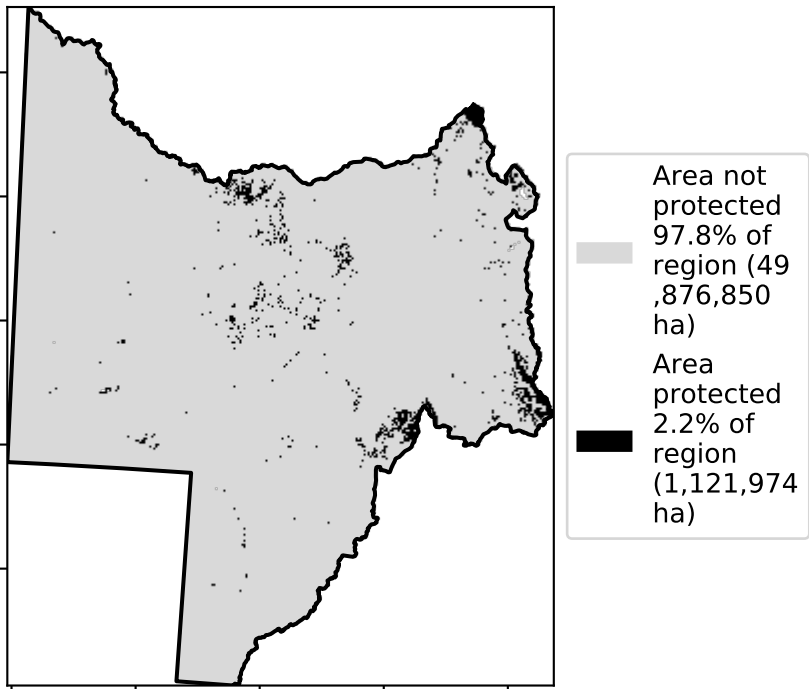 Area not
protected
97.8% of
region (49
,876,850
ha)
Area
protected
2.2% of
region
(1,121,974
ha)